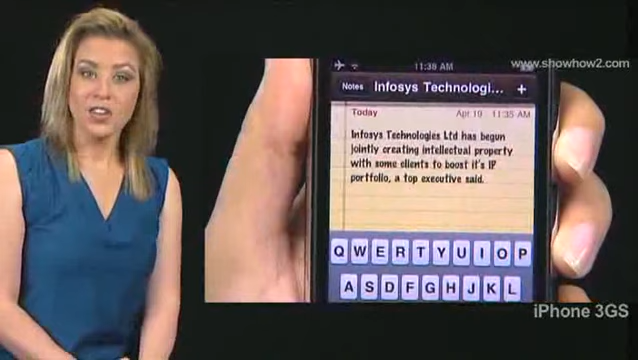 www.showhow2.com
11:38 AM
Notes
Infosys Technologi...
+
Today
Apr 19 11:35 AM
Infosys Technologies Ltd has begun
jointly creating intellectual property
with some clients to boost it's IP
portfolio, a top executive said.
Q W E R T Y U I O P
A S D F G H J K L
iPhone 3GS